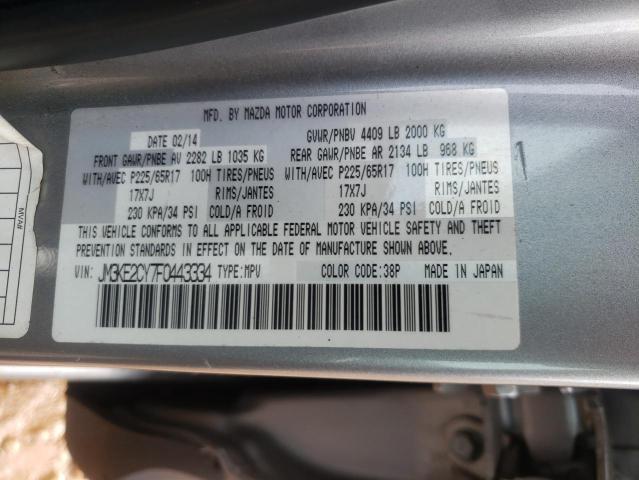 MFD. BY MAZDA MOTOR CORPORATION
DATE 02/14 GVWR/PNBV 4409 LB 2000 KG
FRONT GAWR/PNBE AV 2282 LB 1035 KG REAR GAWR/PNBE AR 2134 LB 968 KG
WITH/AVEC P225/65R17 100H TIRES/PNEUS WITH/AVEC P225/65R17 100H TIRES/PNEUS
17X7J RIMS/JANTES 17X7J RIMS/JANTES
230 KPA/34 PSI COLD/A FROID 230 KPA/34 PSI COLD/A FROID
THIS VEHICLE CONFORMS TO ALL APPLICABLE FEDERAL MOTOR VEHICLE SAFETY AND THEFT
PREVENTION STANDARDS IN EFFECT ON THE DATE OF MANUFACTURE SHOWN ABOVE.
VIN: JM3KE2CY7F0443334 TYPE:MPV COLOR CODE:38P MADE IN JAPAN
MVA#
1